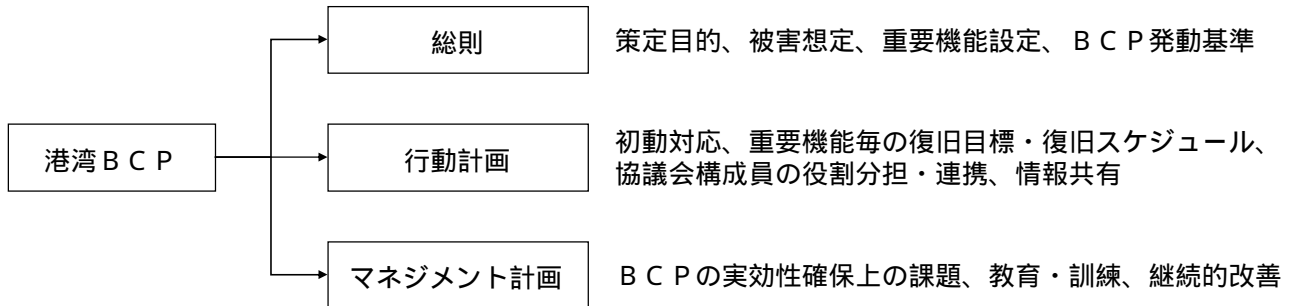 総則
策定目的、被害想定、重要機能設定、ＢＣＰ発動基準
港湾ＢＣＰ
行動計画
初動対応、重要機能毎の復旧目標・復旧スケジュール、
協議会構成員の役割分担・連携、情報共有
マネジメント計画
ＢＣＰの実効性確保上の課題、教育・訓練、継続的改善